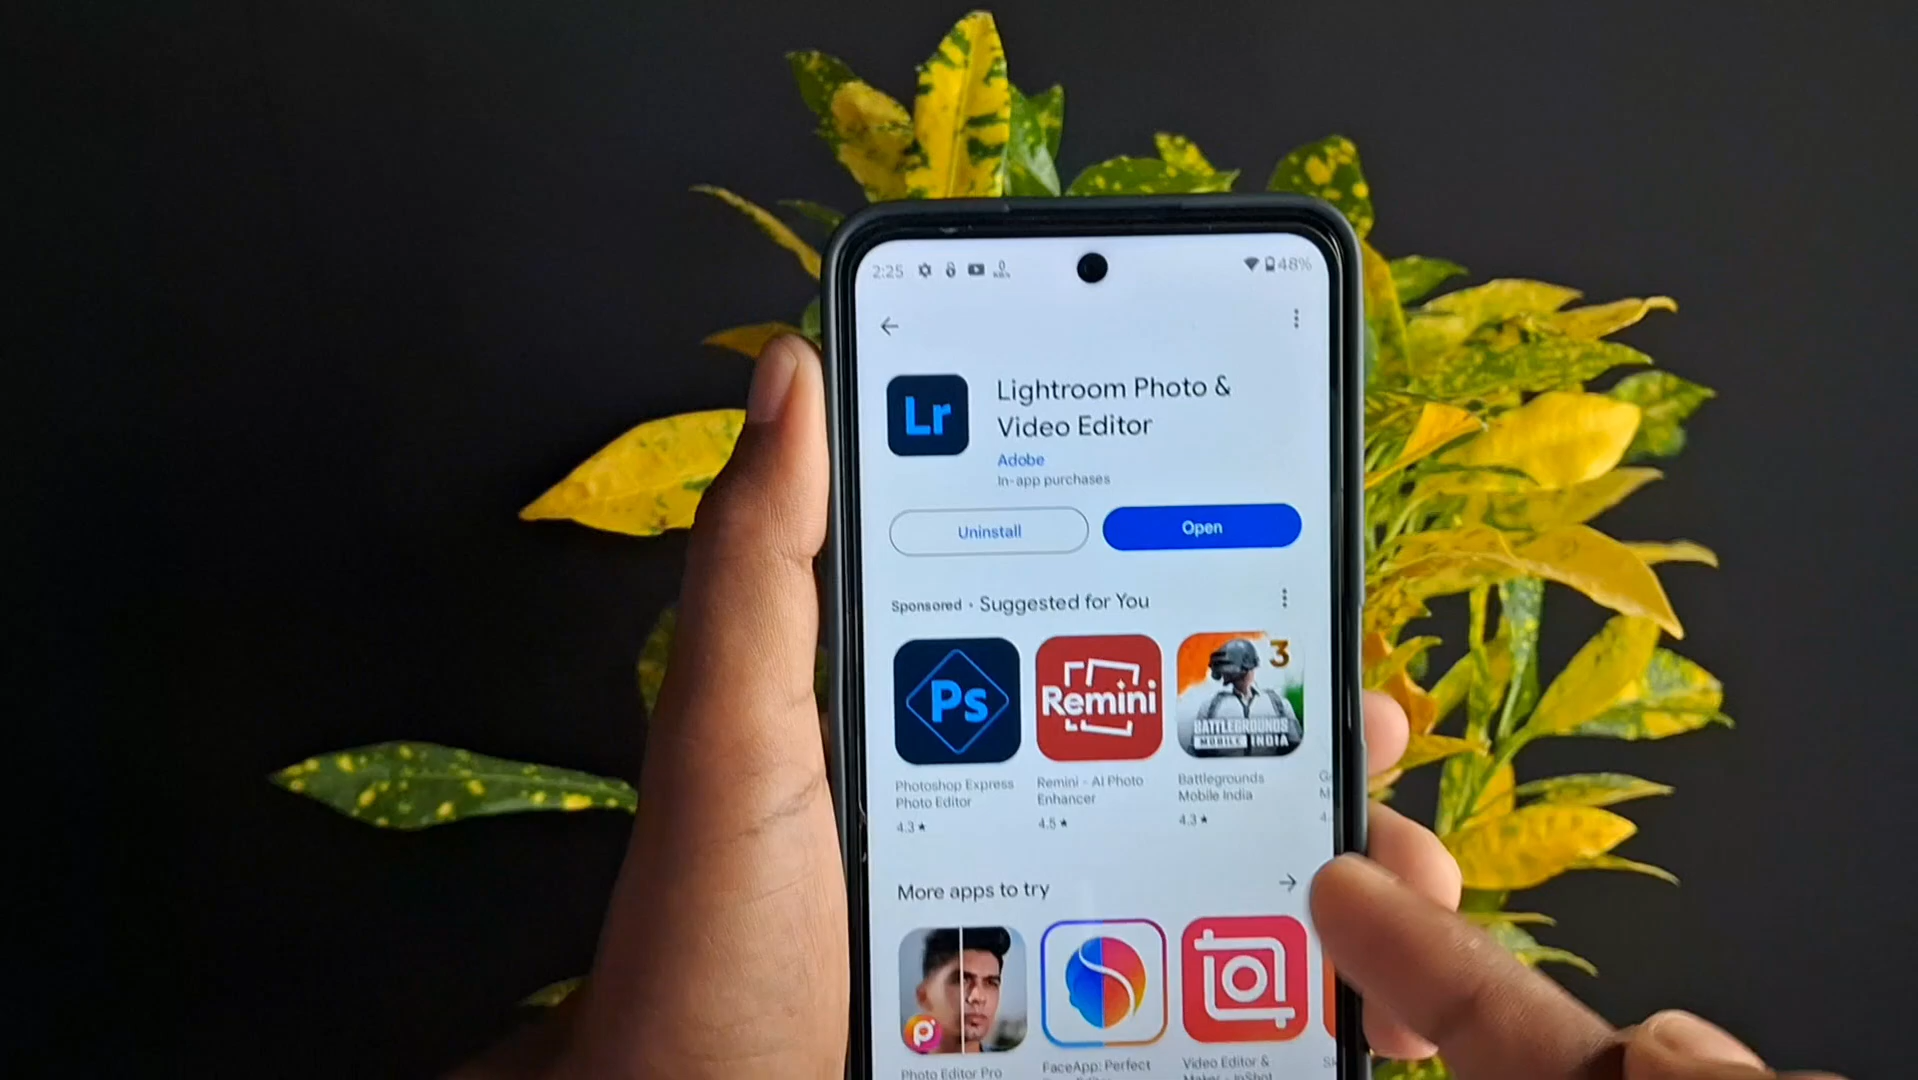 2:25
48%
Lr
Lightroom Photo &
Video Editor
Adobe
In-app purchases
Uninstall
Open
Sponsored · Suggested for You
Ps
Remini
3
BATTLEGROUNDS
MOBILE INDIA
Photoshop Express
Photo Editor
4.3★
Remini - AI Photo
Enhancer
4.5★
Battlegrounds
Mobile India
4.3★
More apps to try
Photo Editor Pro
FaceApp: Perfect
Video Editor &